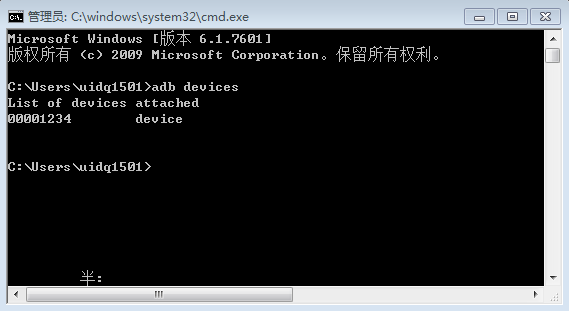 管理员: C:\windows\system32\cmd.exe
Microsoft Windows [版本 6.1.7601]
版权所有 (c) 2009 Microsoft Corporation。保留所有权利。
C:\Users\uidq1501>adb devices
List of devices attached
00001234        device
C:\Users\uidq1501>
半: